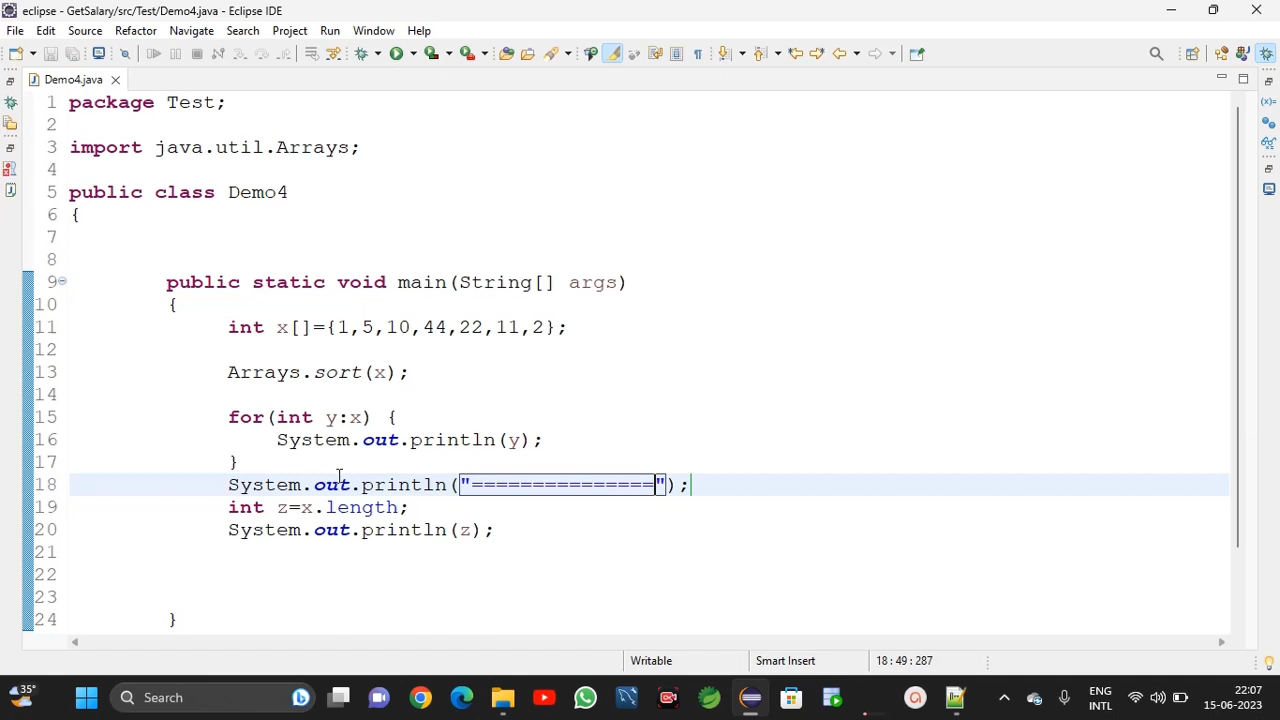 eclipse - GetSalary/src/Test/Demo4.java - Eclipse IDE
File Edit Source Refactor Navigate Search Project Run Window Help
Demo4.java
1 package Test;
2
3 import java.util.Arrays;
4
5 public class Demo4
6 {
7
8
9 public static void main(String[] args)
10 {
11 int x[]={1,5,10,44,22,11,2};
12
13 Arrays.sort(x);
14
15 for(int y:x) {
16 System.out.println(y);
17 }
18 System.out.println("===============");
19 int z=x.length;
20 System.out.println(z);
21
22
23
24 }
Writable Smart Insert 18 : 49 : 287
35° Search ENG 22:07
INTL 15-06-2023